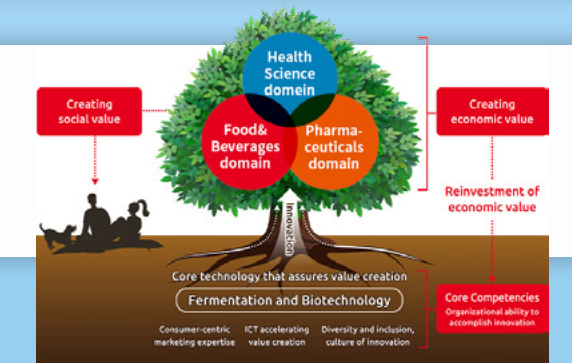 Health
Science
domein
Food&
Beverages
domain
Pharma-
ceuticals
domain
Creating
social value
Creating
economic value
Reinvestment of
economic value
Innovation
Core technology that assures value creation
Fermentation and Biotechnology
Consumer-centric
marketing expertise
ICT accelerating
value creation
Diversity and inclusion,
culture of innovation
Core Competencies
Organizational ability to
accomplish innovation